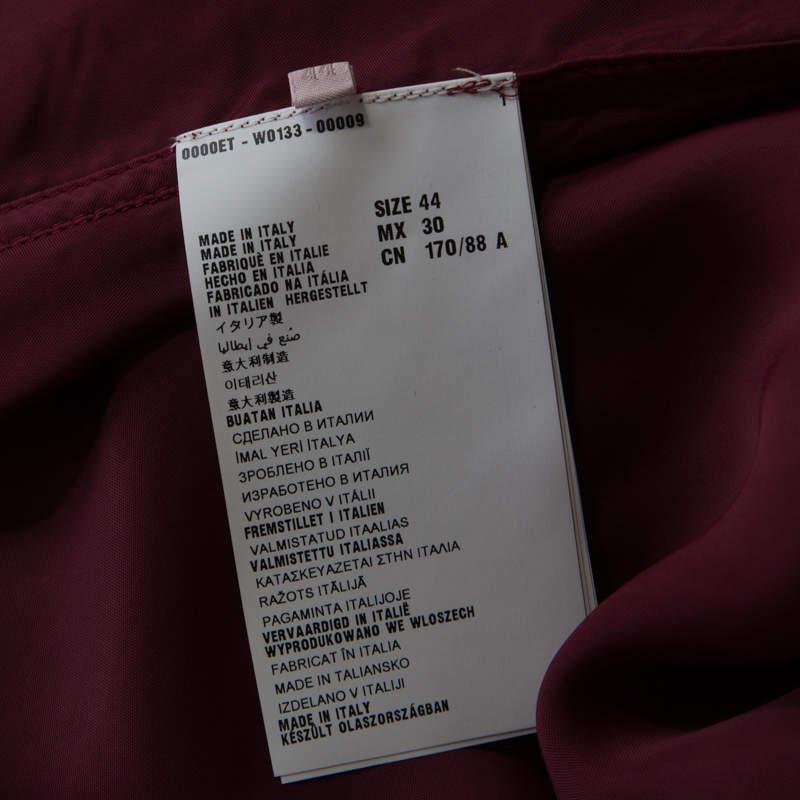 44
0000ET - W0133-00009
SIZE 44
MX 30
CN 170/88 A
MADE IN ITALY
MADE IN ITALY
FABRIQUÈ EN ITALIE
HECHO EN ITALIA
FABRICADO NA ITÁLIA
IN ITALIEN HERGESTELLT
イタリア製
صُنع في إيطاليا
意大利制造
이태리산
意大利製造
BUATAN ITALIA
СДЕЛАНО В ИТАЛИИ
İMAL YERİ İTALYA
ЗРОБЛЕНО В ІТАЛІЇ
ИЗРАБОТЕНО В ИТАЛИЯ
VYROBENO V ITÁLII
FREMSTILLET I ITALIEN
VALMISTATUD ITAALIAS
VALMISTETTU ITALIASSA
ΚΑΤΑΣΚΕΥΑΖΕΤΑΙ ΣΤΗΝ ΙΤΑΛΙΑ
RAŽOTS ITĀLIJĀ
PAGAMINTA ITALIJOJE
VERVAARDIGD IN ITALIË
WYPRODUKOWANO WE WLOSZECH
FABRICAT ÎN ITALIA
MADE IN TALIANSKO
IZDELANO V ITALIJI
MADE IN ITALY
KÉSZÜLT OLASZORSZÁGBAN